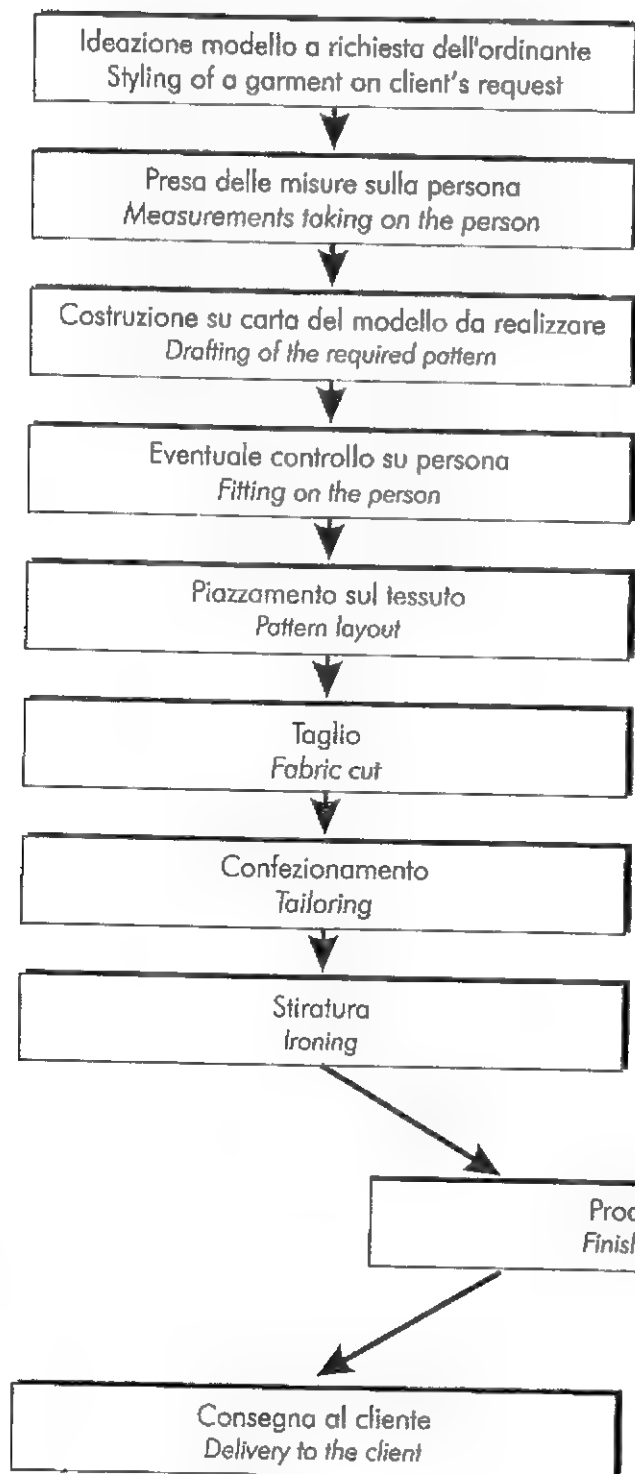 Ideazione modello a richiesta dell'ordinante
Styling of a garment on client's request
Presa delle misure sulla persona
Measurements taking on the person
Costruzione su carta del modello da realizzare
Drafting of the required pattern
Eventuale controllo su persona
Fitting on the person
Piazzamento sul tessuto
Pattern layout
Taglio
Fabric cut
Confezionamento
Tailoring
Stiratura
Ironing
Consegna al cliente
Delivery to the client